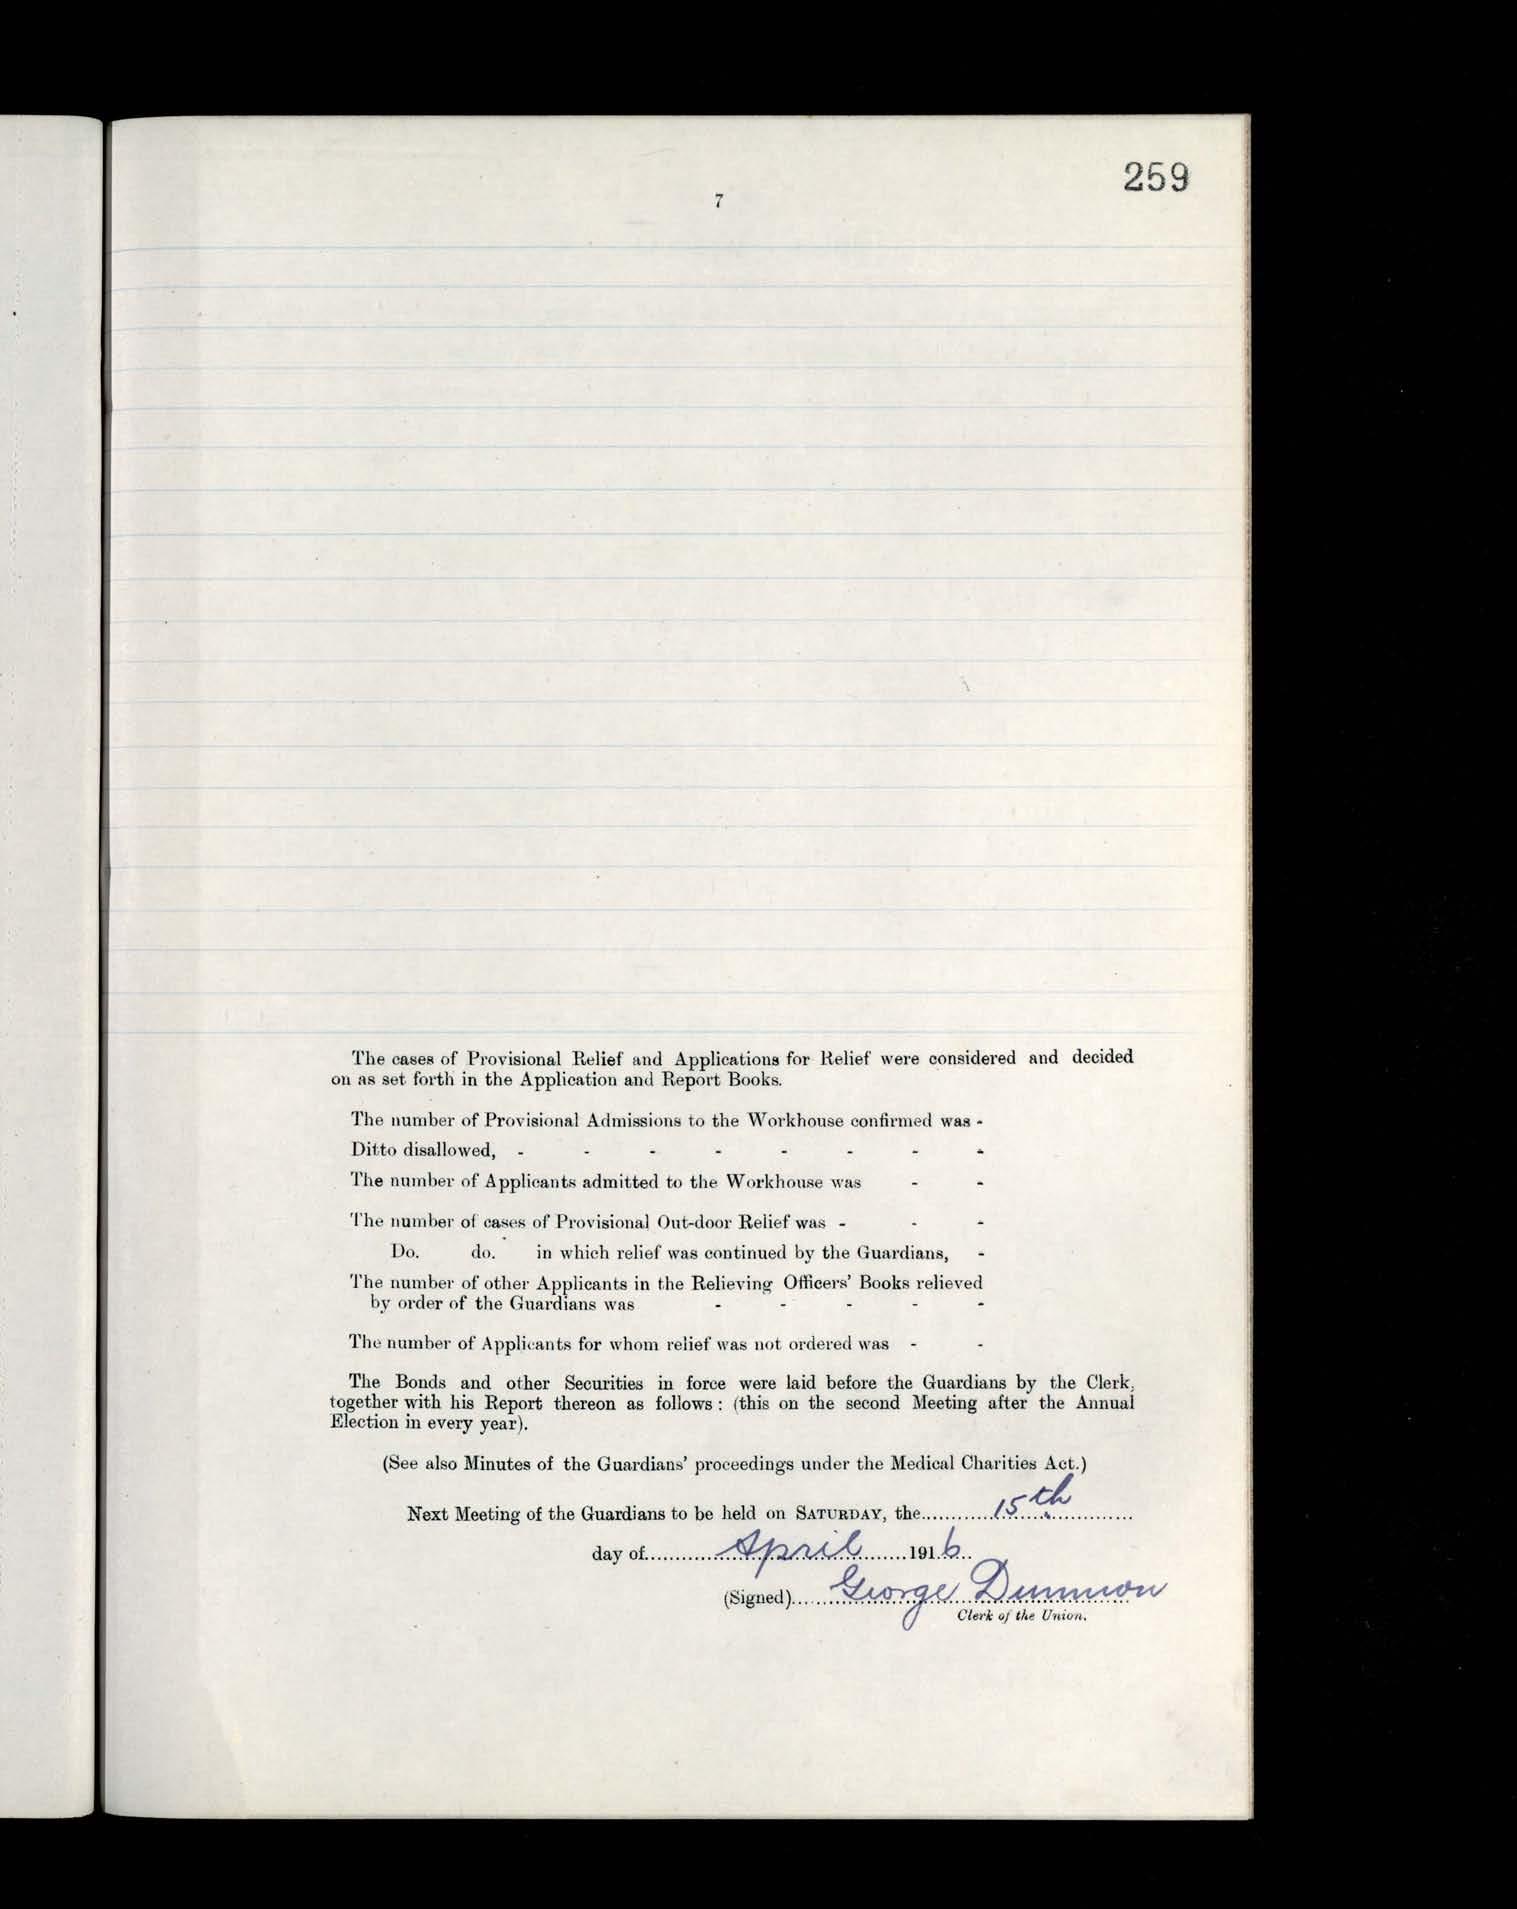 259
7
The cases of Provisional Relief and Applications for Relief were considered and decided
on as set forth in the Application and Report Books.
The number of Provisional Admissions to the Workhouse confirmed was -
Ditto disallowed, - - - - - - - -
The number of Applicants admitted to the Workhouse was - -
The number of cases of Provisional Out-door Relief was - - -
Do. do. in which relief was continued by the Guardians, -
The number of other Applicants in the Relieving Officers' Books relieved
by order of the Guardians was - - - - -
The number of Applicants for whom relief was not ordered was - -
The Bonds and other Securities in force were laid before the Guardians by the Clerk,
together with his Report thereon as follows : (this on the second Meeting after the Annual
Election in every year).
(See also Minutes of the Guardians' proceedings under the Medical Charities Act.)
Next Meeting of the Guardians to be held on SATURDAY, the 15th
day of April 1916
(Signed) George Dunnion
Clerk of the Union.